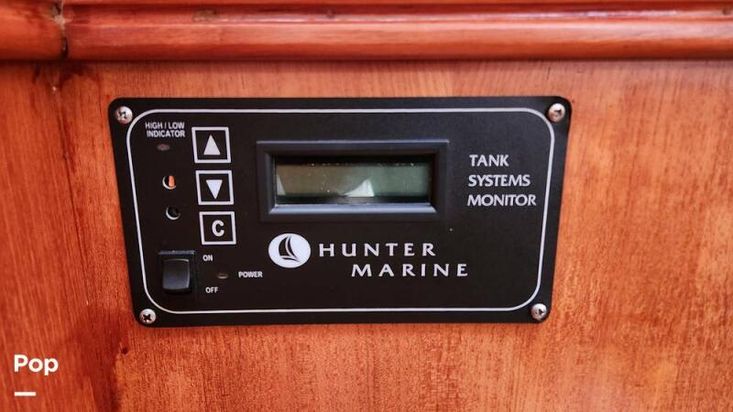 HIGH / LOW
INDICATOR
C
ON
POWER
OFF
TANK
SYSTEMS
MONITOR
HUNTER
MARINE
Pop